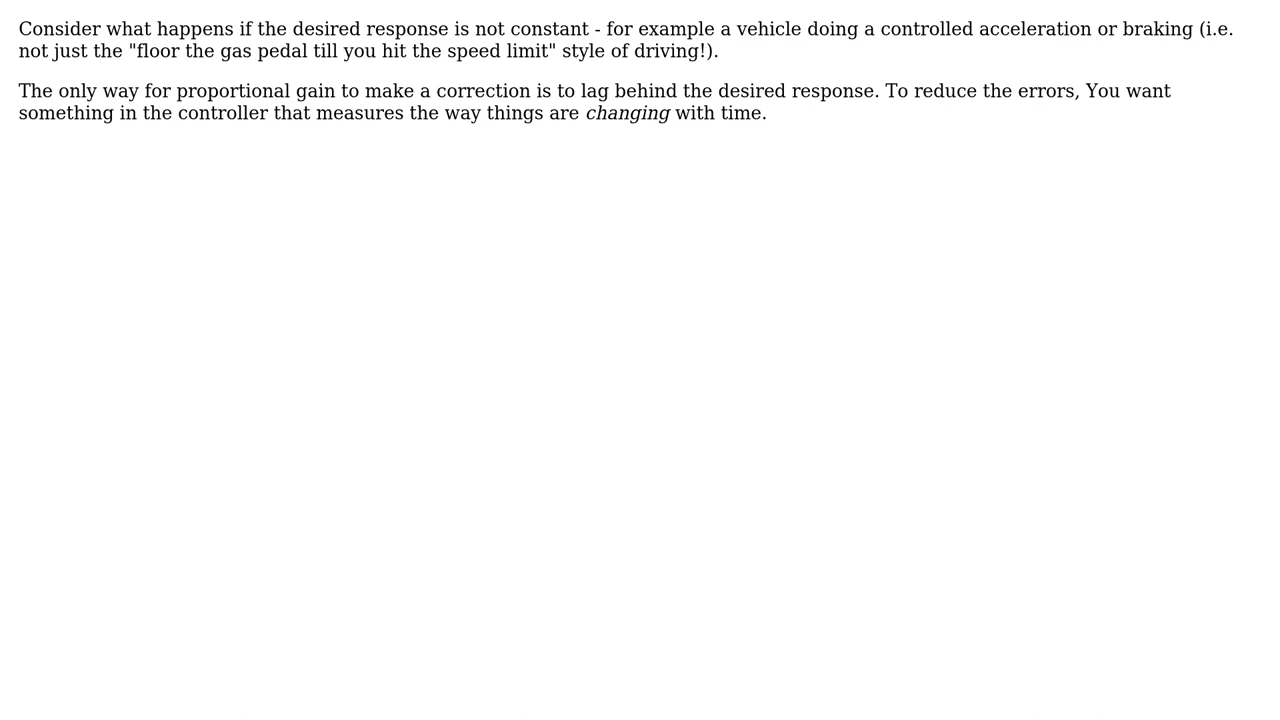 Consider what happens if the desired response is not constant - for example a vehicle doing a controlled acceleration or braking (i.e.
not just the "floor the gas pedal till you hit the speed limit" style of driving!).
The only way for proportional gain to make a correction is to lag behind the desired response. To reduce the errors, You want
something in the controller that measures the way things are changing with time.